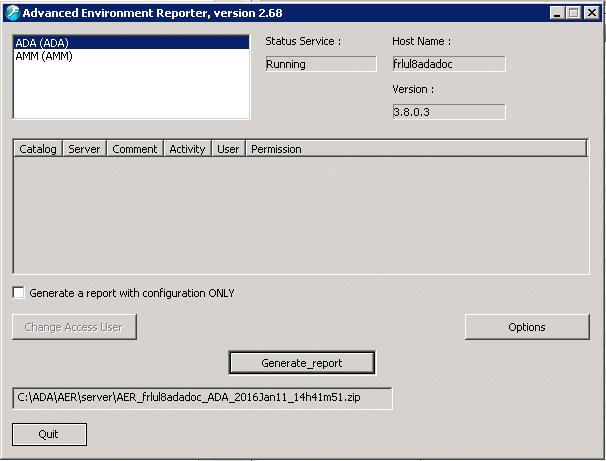 Advanced Environment Reporter, version 2.68
ADA (ADA)
AMM (AMM)
Status Service :
Running
Host Name :
frlul8adadoc
Version :
3.8.0.3
Catalog Server Comment Activity User Permission
Generate a report with configuration ONLY
Change Access User
Options
Generate_report
C:\ADA\AER\server\AER_frlul8adadoc_ADA_2016Jan11_14h41m51.zip
Quit